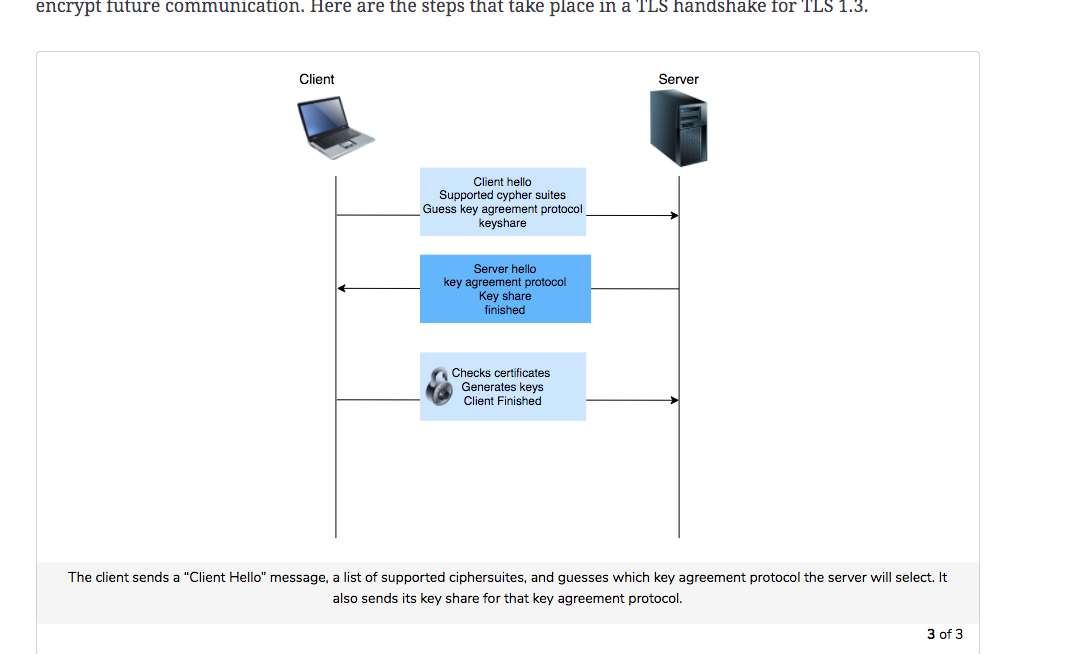 encrypt future communication. Here are the steps that take place in a TLS handshake for TLS 1.3.
Client
Server
Client hello
Supported cypher suites
Guess key agreement protocol
keyshare
Server hello
key agreement protocol
Key share
finished
Checks certificates
Generates keys
Client Finished
The client sends a "Client Hello" message, a list of supported ciphersuites, and guesses which key agreement protocol the server will select. It
also sends its key share for that key agreement protocol.
3 of 3